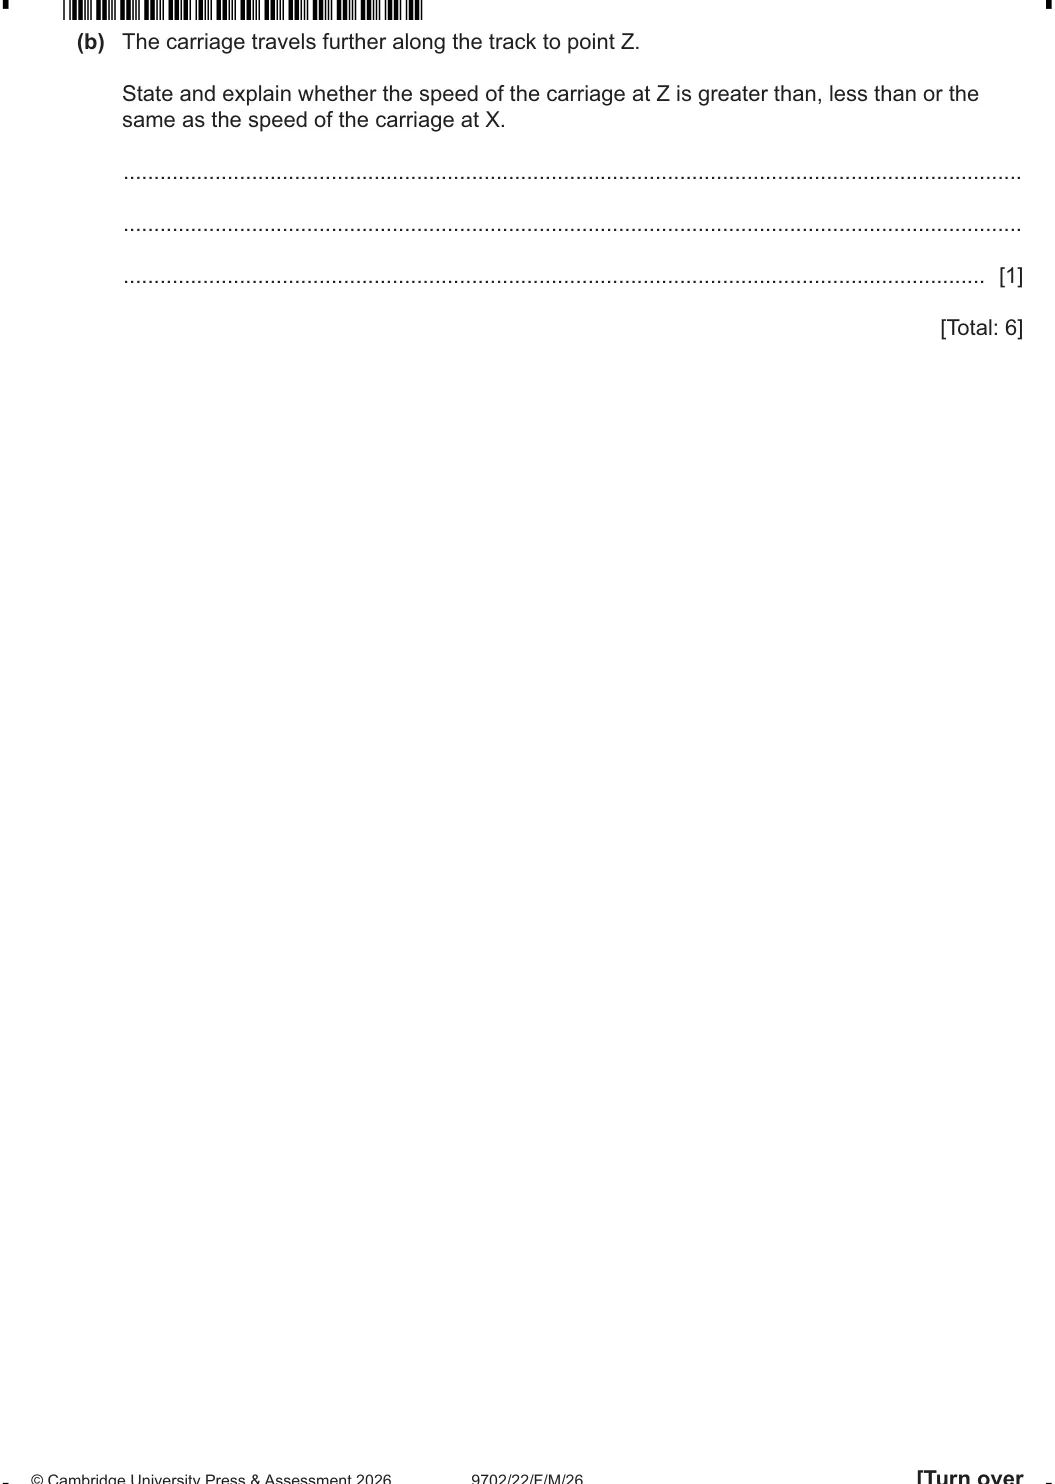 (b) The carriage travels further along the track to point Z.
State and explain whether the speed of the carriage at Z is greater than, less than or the
same as the speed of the carriage at X.
[1]
[Total: 6]
© Cambridge University Press & Assessment 2026 9702/22/F/M/26 [Turn over